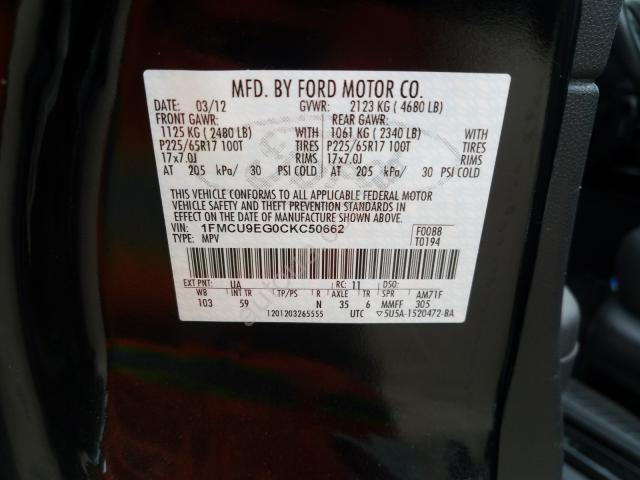 MFD. BY FORD MOTOR CO.
DATE: 03/12 GVWR: 2123 KG (4680 LB)
FRONT GAWR: REAR GAWR:
1125 KG (2480 LB) 1061 KG (2340 LB)
P225/65R17 100T TIRES P225/65R17 100T TIRES
17x7.0J RIMS 17x7.0J RIMS
AT 205 kPa/ 30 PSI COLD AT 205 kPa/ 30 PSI COLD
THIS VEHICLE CONFORMS TO ALL APPLICABLE FEDERAL MOTOR
VEHICLE SAFETY AND THEFT PREVENTION STANDARDS IN
EFFECT ON THE DATE OF MANUFACTURE SHOWN ABOVE.
VIN: 1FMCU9EG0CKC50662 F0088
TYPE: MPV T0194
EXT PNT: UA RC: 11 DSO:
WB INT TR TP/PS R AXLE TR SPR AM71F
103 59 N 35 6 MMFF 305
1201203265555 UTC ▽5U5A-1520472-BA